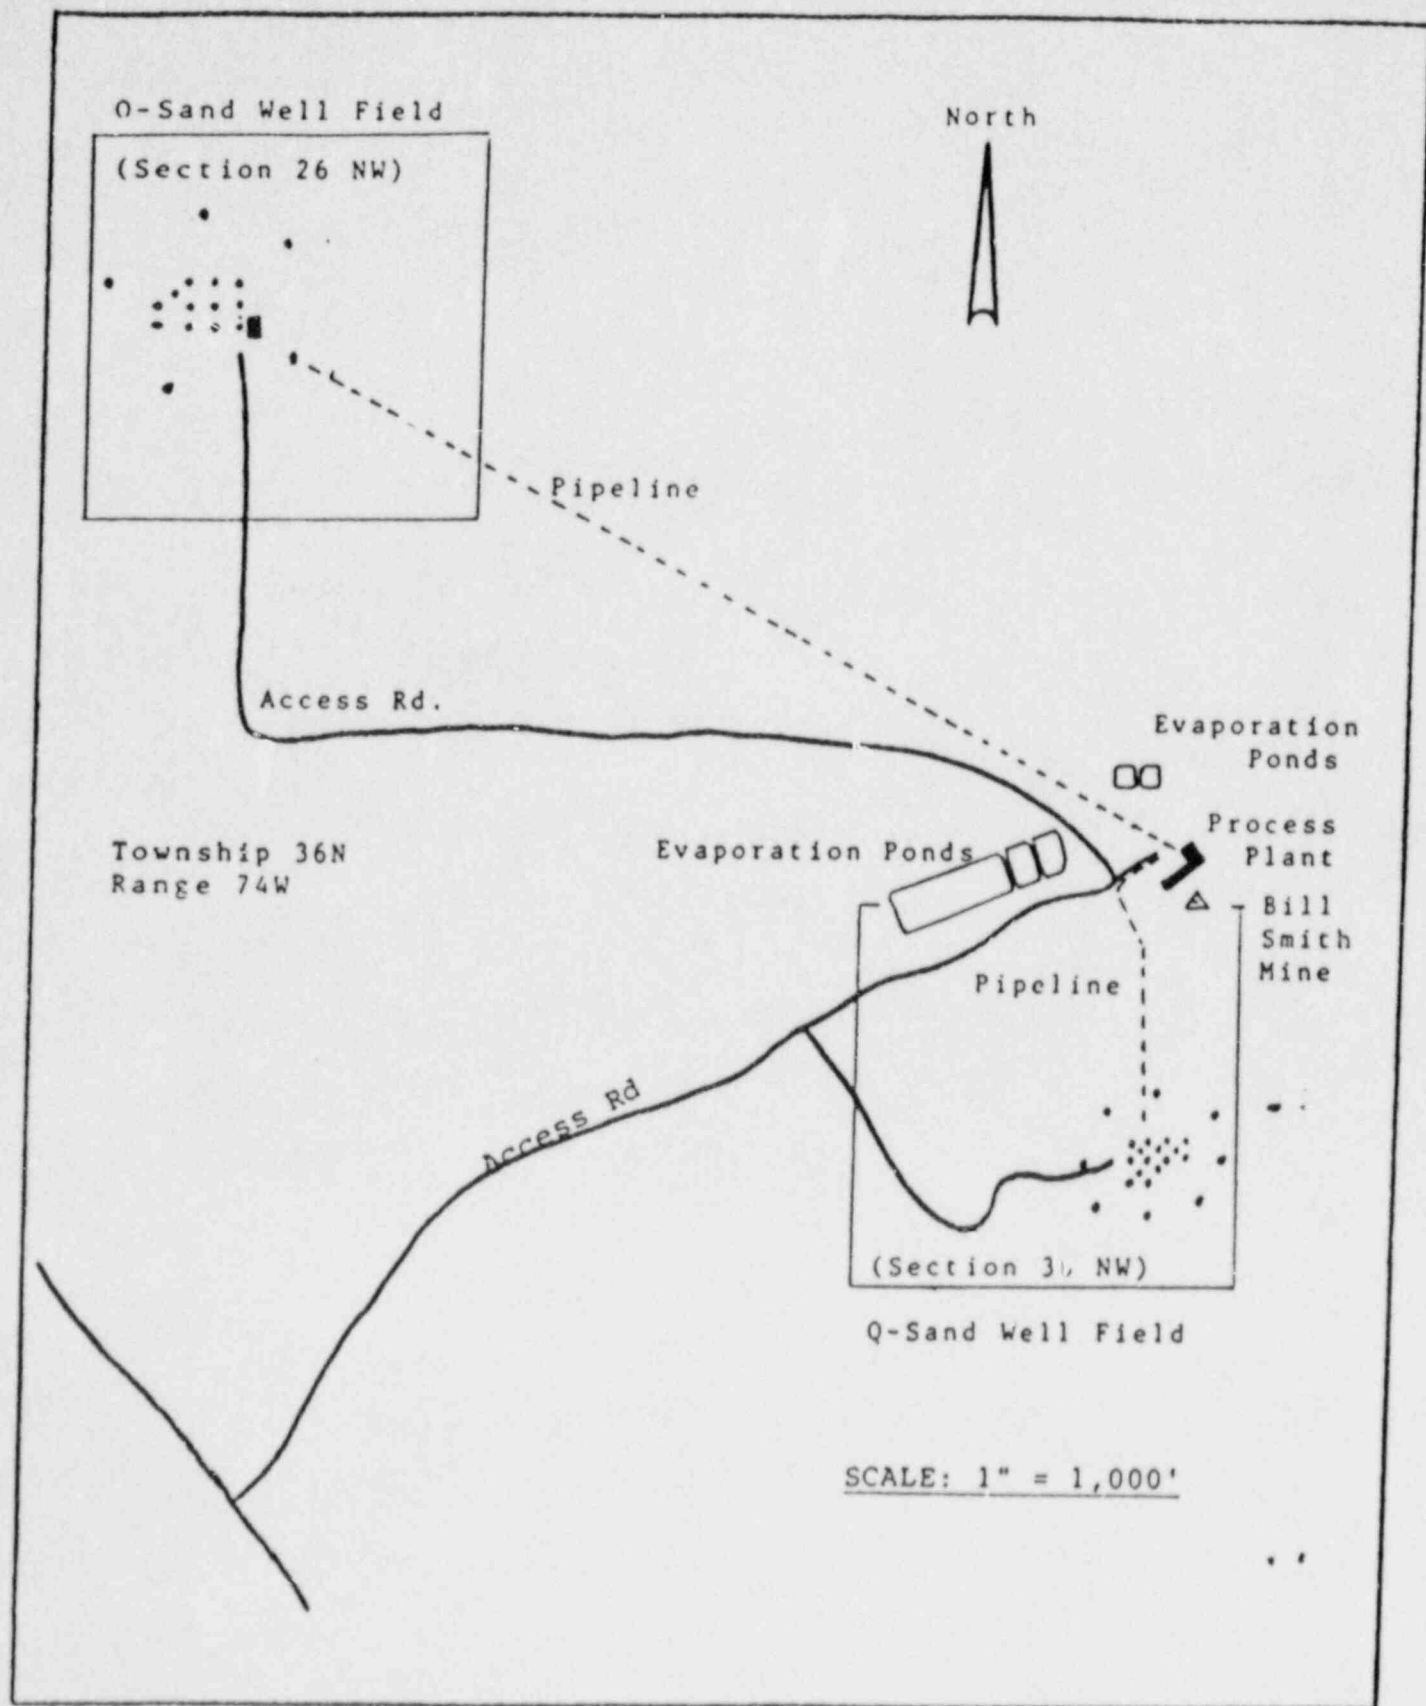 O-Sand Well Field
(Section 26 NW)
North
Pipeline
Access Rd.
Evaporation
Ponds
Township 36N
Range 74W
Evaporation Ponds
Process
Plant
Bill
Smith
Mine
Pipeline
Access Rd
(Section NW)
Q-Sand Well Field
SCALE: 1" = 1,000'